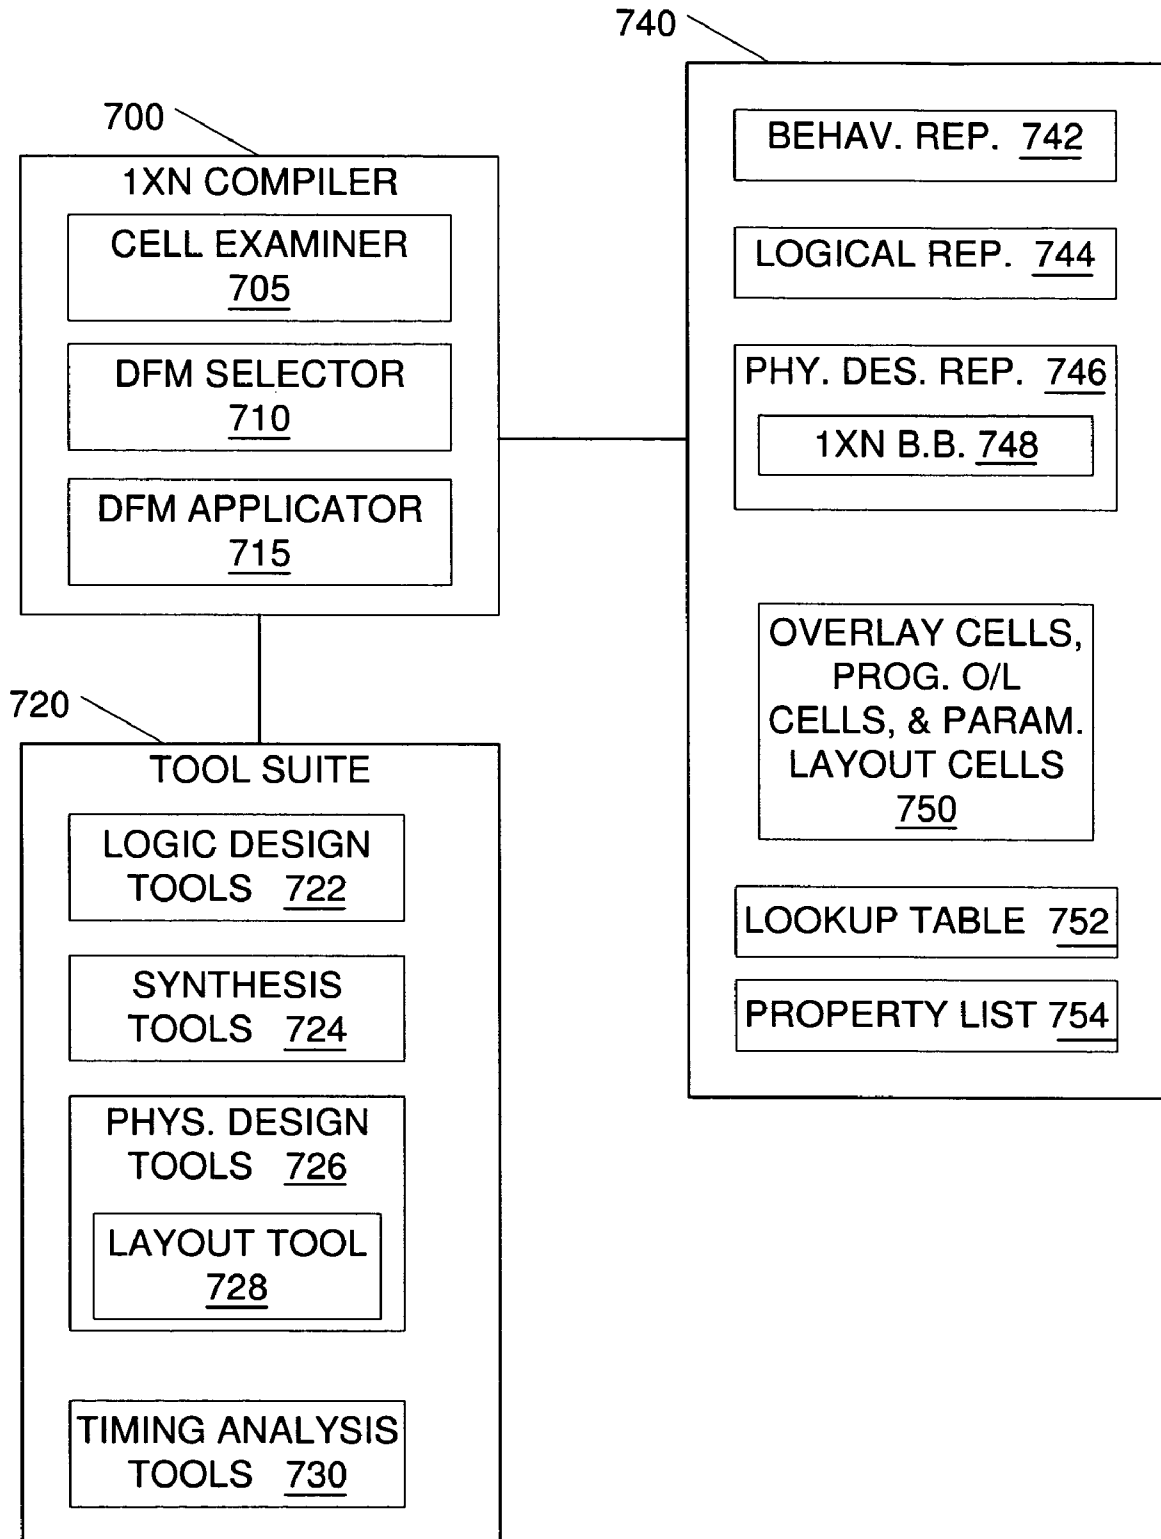 700
1XN COMPILER
CELL EXAMINER
705
DFM SELECTOR
710
DFM APPLICATOR
715
720
TOOL SUITE
LOGIC DESIGN
TOOLS 722
SYNTHESIS
TOOLS 724
PHYS. DESIGN
TOOLS 726
LAYOUT TOOL
728
TIMING ANALYSIS
TOOLS 730
740
BEHAV. REP. 742
LOGICAL REP. 744
PHY. DES. REP. 746
1XN B.B. 748
OVERLAY CELLS,
PROG. O/L
CELLS, & PARAM.
LAYOUT CELLS
750
LOOKUP TABLE 752
PROPERTY LIST 754